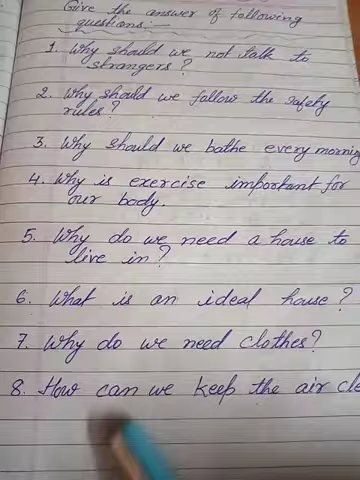 Give the answer of following
questions:-
1. Why should we not talk to
strangers?
2. Why should we follow the safety
rules?
3. Why should we bathe every morning
4. Why is exercise important for
our body.
5. Why do we need a house to
live in?
6. What is an ideal house?
7. Why do we need clothes?
8. How can we keep the air cle